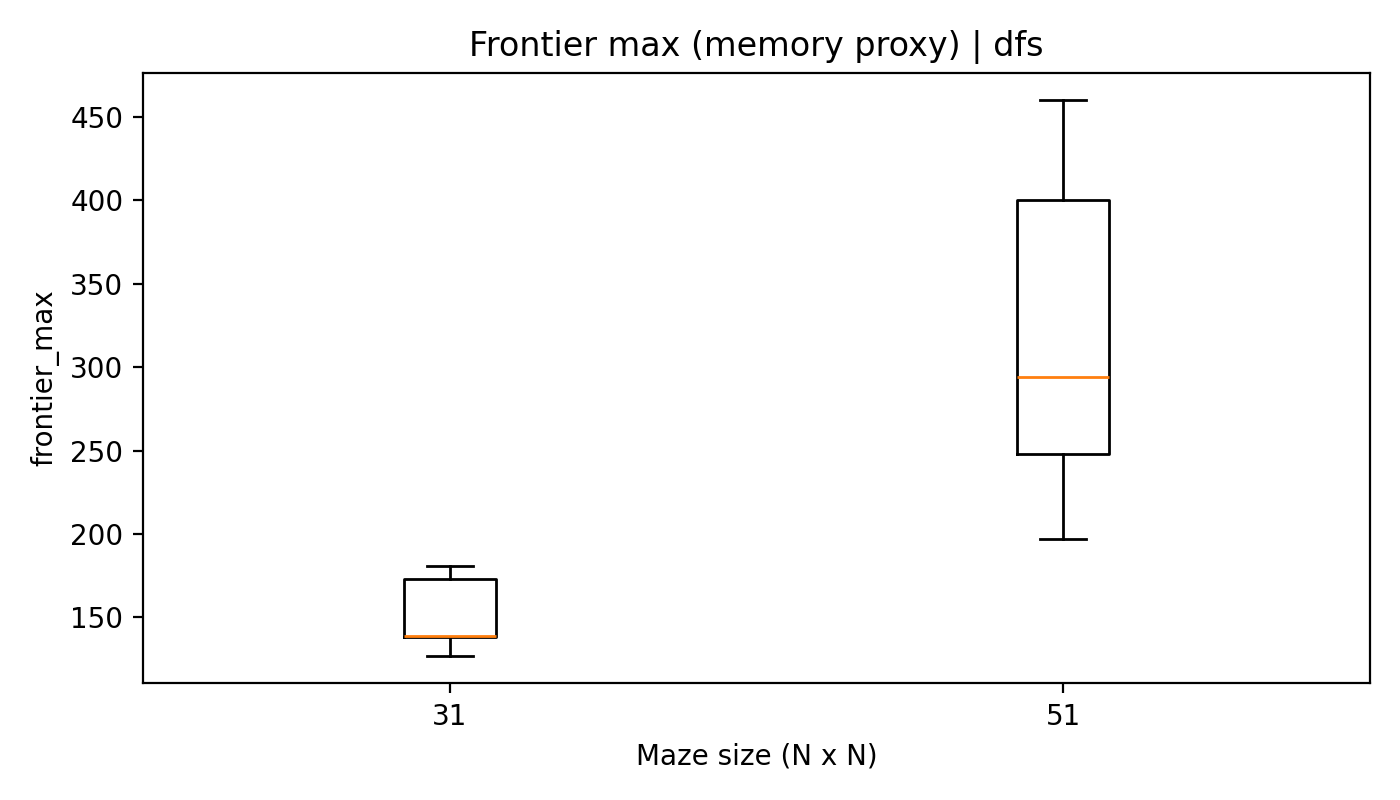 Frontier max (memory proxy) | dfs
frontier_max
450
400
350
300
250
200
150
31 51
Maze size (N x N)